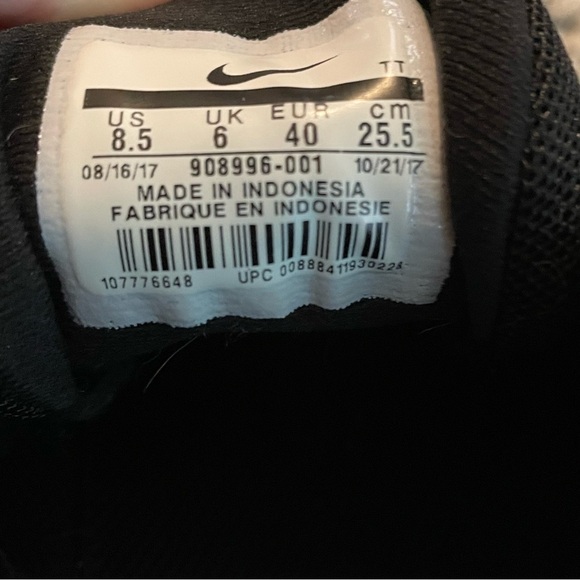 TT
US UK EUR cm
8.5 6 40 25.5
08/16/17 908996-001 10/21/17
MADE IN INDONESIA
FABRIQUE EN INDONESIE
107776648 UPC